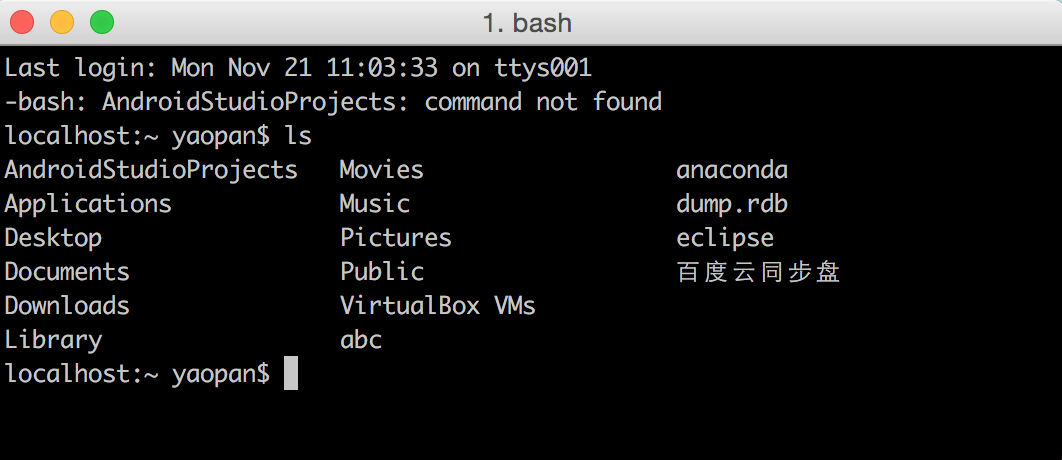 1. bash
Last login: Mon Nov 21 11:03:33 on ttys001
-bash: AndroidStudioProjects: command not found
localhost:~ yaopan$ ls
AndroidStudioProjects Movies anaconda
Applications Music dump.rdb
Desktop Pictures eclipse
Documents Public 百度云同步盘
Downloads VirtualBox VMs
Library abc
localhost:~ yaopan$